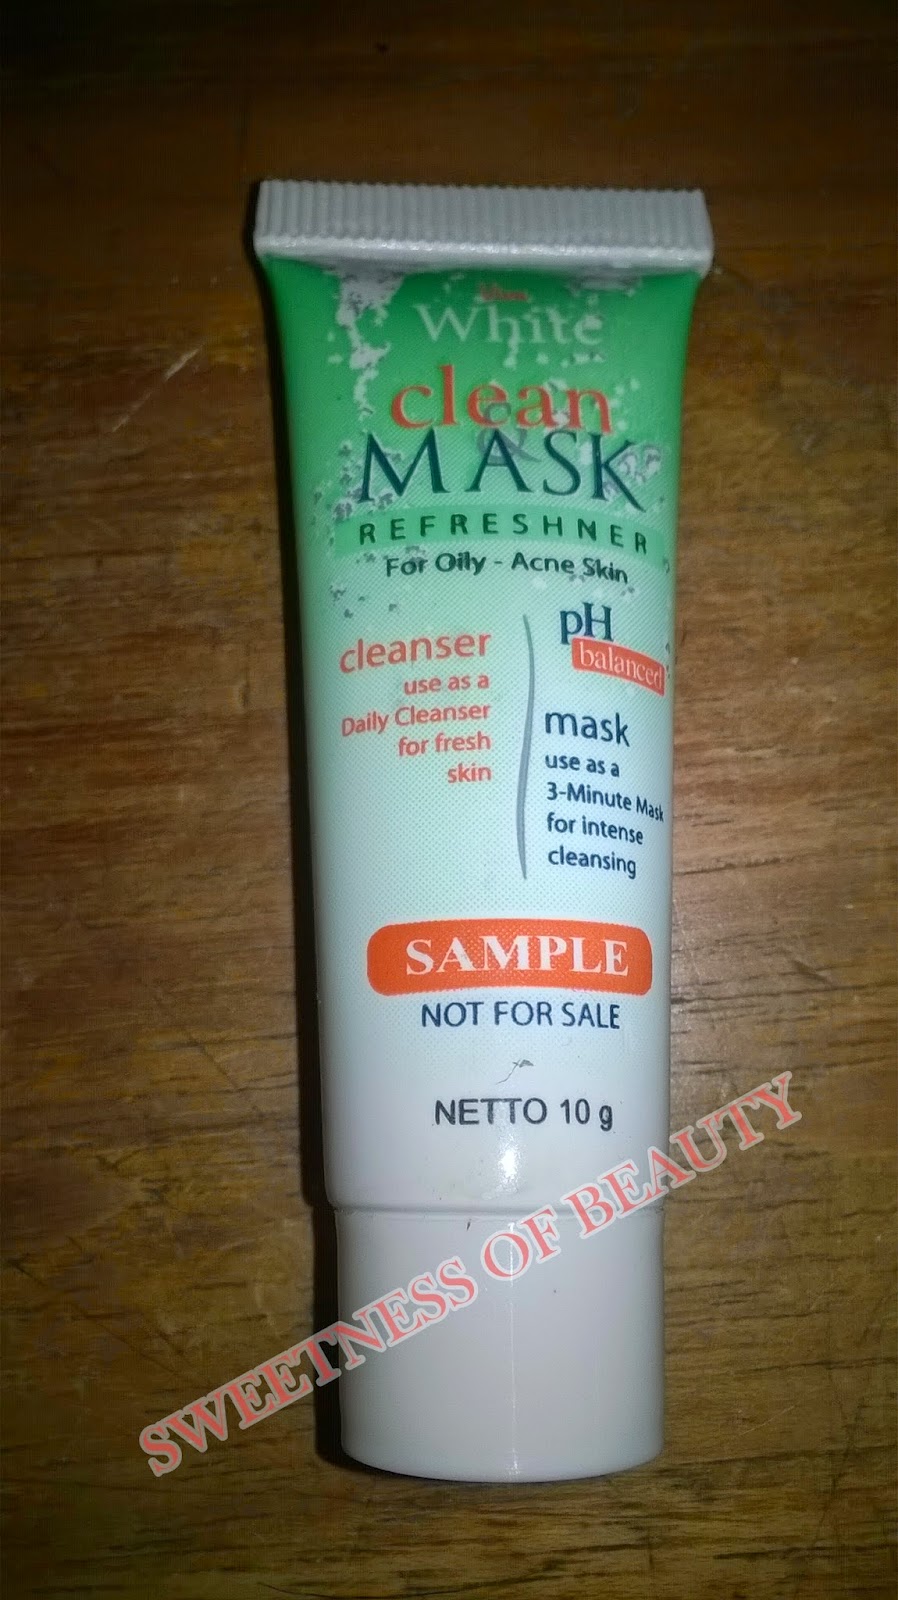 White
clean
&
MASK
REFRESHNER
For Oily - Acne Skin
cleanser
use as a
Daily Cleanser
for fresh
skin
pH
balanced
mask
use as a
3-Minute Mask
for intense
cleansing
SAMPLE
NOT FOR SALE
NETTO 10 g
SWEETNESS OF BEAUTY